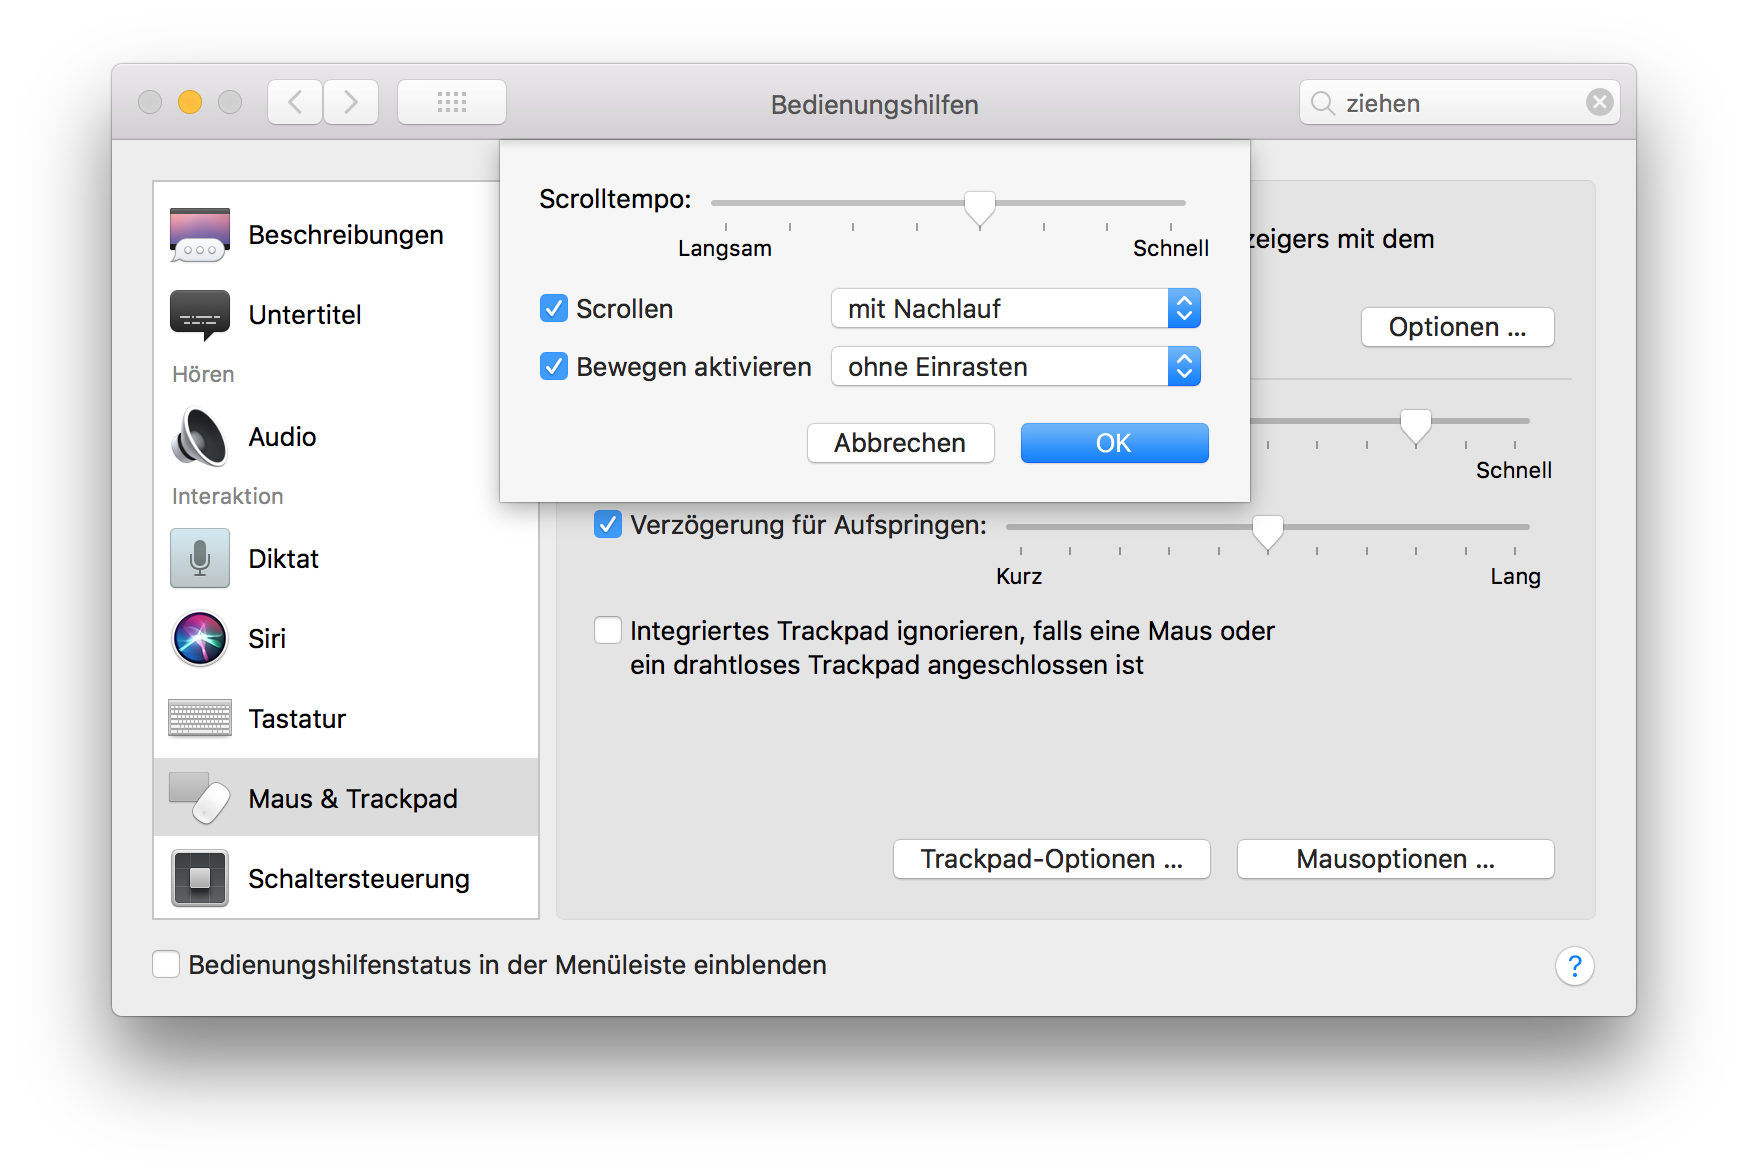 Bedienungshilfen
ziehen
Beschreibungen
Untertitel
Hören
Audio
Interaktion
Diktat
Siri
Tastatur
Maus & Trackpad
Schaltersteuerung
Scrolltempo:
Langsam
Schnell
Scrollen
mit Nachlauf
Bewegen aktivieren
ohne Einrasten
Abbrechen
OK
zeigers mit dem
Optionen ...
Schnell
Verzögerung für Aufspringen:
Kurz
Lang
Integriertes Trackpad ignorieren, falls eine Maus oder
ein drahtloses Trackpad angeschlossen ist
Trackpad-Optionen ...
Mausoptionen ...
Bedienungshilfenstatus in der Menüleiste einblenden
?